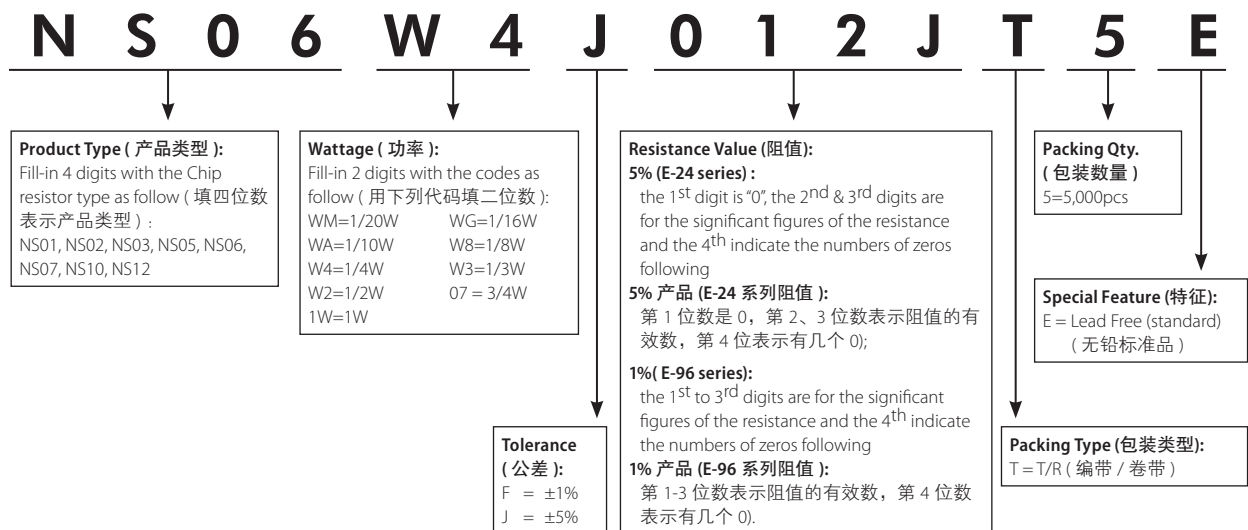 N S 0 6 W 4 J 0 1 2 J T 5 E
Product Type ( 产品类型 ):
Fill-in 4 digits with the Chip
resistor type as follow ( 填四位数
表示产品类型 ) :
NS01, NS02, NS03, NS05, NS06,
NS07, NS10, NS12
Wattage ( 功率 ):
Fill-in 2 digits with the codes as
follow ( 用下列代码填二位数 ):
WM=1/20W WG=1/16W
WA=1/10W W8=1/8W
W4=1/4W W3=1/3W
W2=1/2W 07 = 3/4W
1W=1W
Tolerance
( 公差 ):
F = ±1%
J = ±5%
Resistance Value (阻值):
5% (E-24 series) :
the 1st digit is “0”, the 2nd & 3rd digits are
for the significant figures of the resistance
and the 4th indicate the numbers of zeros
following
5% 产品 (E-24 系列阻值 ):
第 1 位数是 0，第 2、3 位数表示阻值的有
效数，第 4 位表示有几个 0);
1%( E-96 series):
the 1st to 3rd digits are for the significant
figures of the resistance and the 4th indicate
the numbers of zeros following
1% 产品 (E-96 系列阻值 ):
第 1-3 位数表示阻值的有效数，第 4 位数
表示有几个 0).
Packing Type (包装类型):
T = T/R ( 编带 / 卷带 )
Packing Qty.
( 包装数量 )
5=5,000pcs
Special Feature (特征):
E = Lead Free (standard)
( 无铅标准品 )